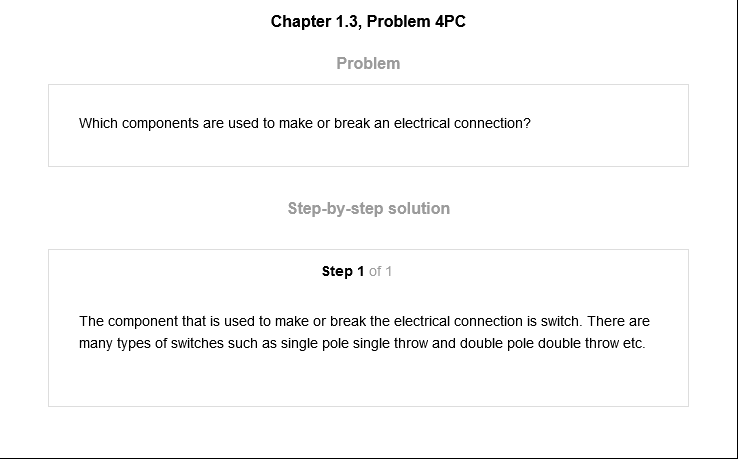 Chapter 1.3, Problem 4PC
Problem
Which components are used to make or break an electrical connection?
Step-by-step solution
Step 1 of 1
The component that is used to make or break the electrical connection is switch. There are
many types of switches such as single pole single throw and double pole double throw etc.